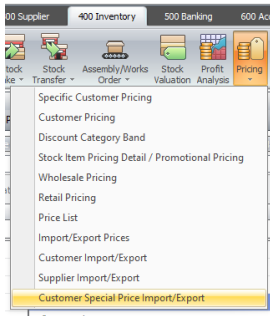 00 Supplier 400 Inventory 500 Banking 600 Ac
Stock Assembly/Works Stock Profit Pricing
Transfer Order Valuation Analysis
Specific Customer Pricing
Customer Pricing
Discount Category Band
Stock Item Pricing Detail / Promotional Pricing
Wholesale Pricing
Retail Pricing
Price List
Import/Export Prices
Customer Import/Export
Supplier Import/Export
Customer Special Price Import/Export